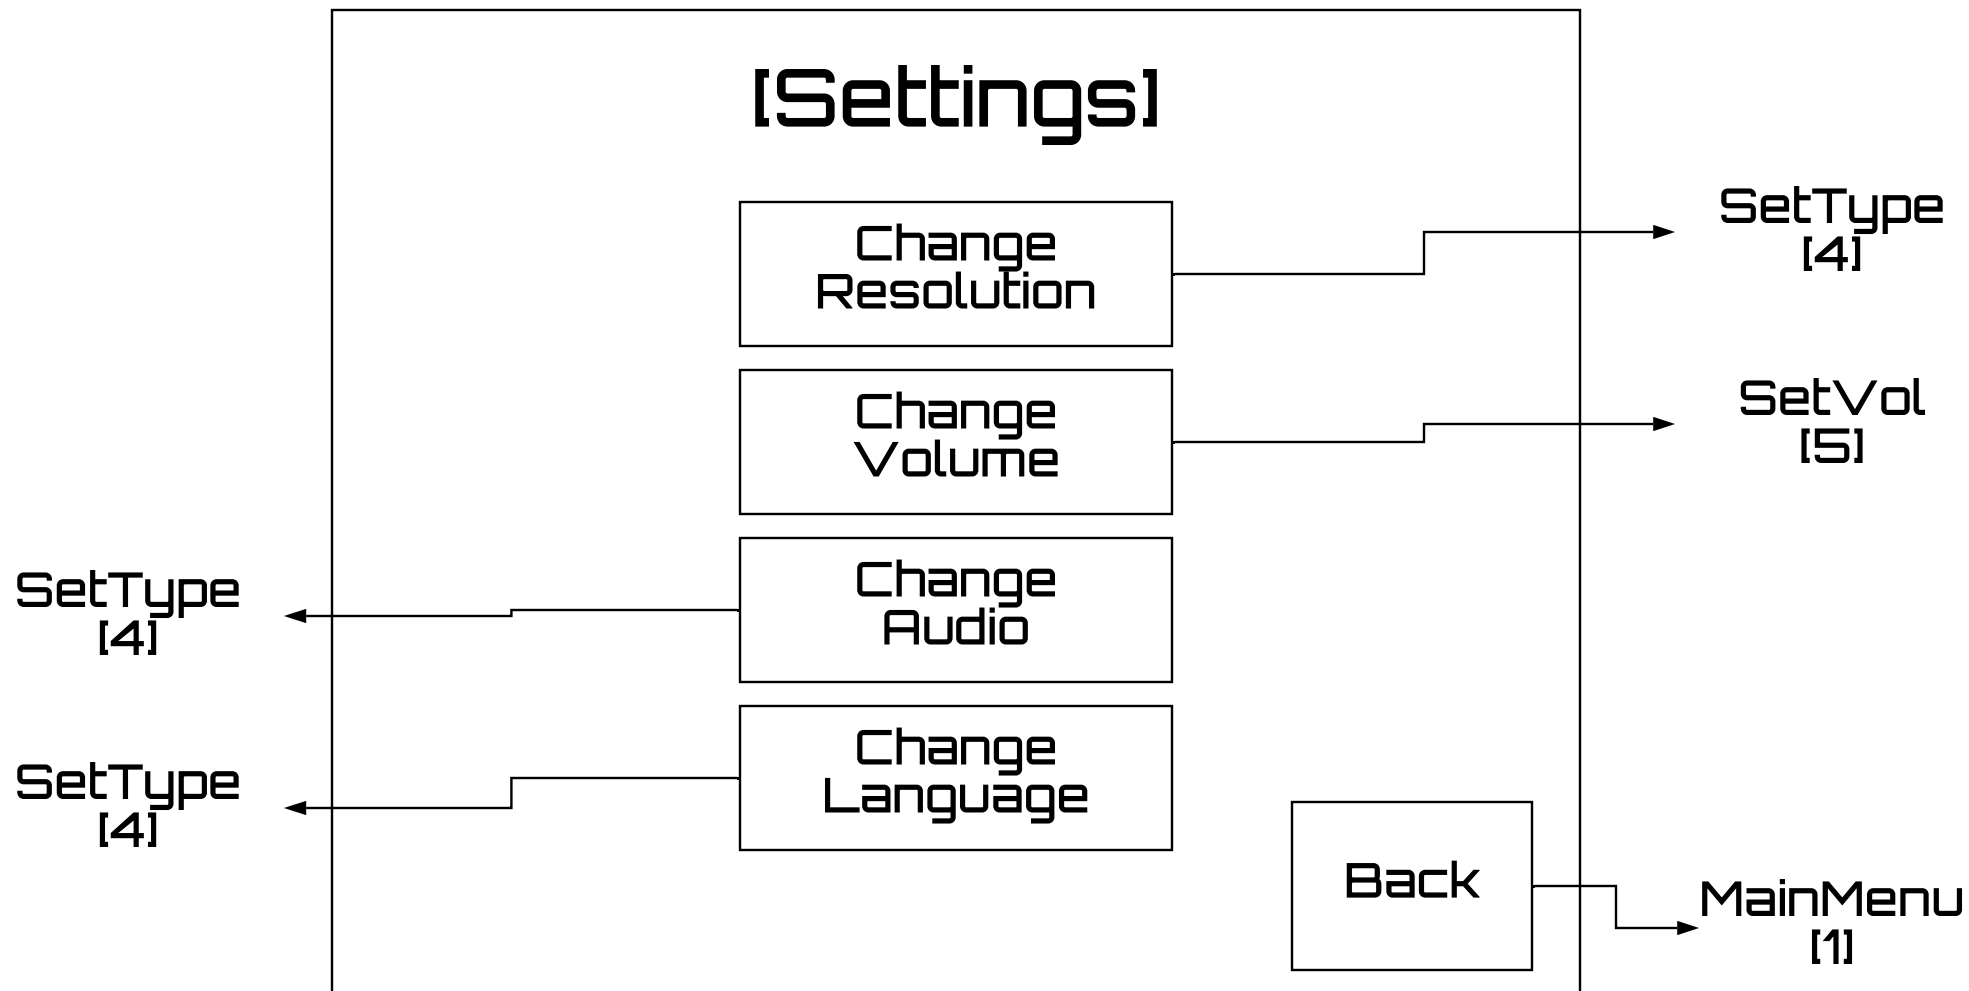 [Settings]
Change
Resolution
SetType
[4]
Change
Volume
SetVol
[5]
Change
Audio
SetType
[4]
Change
Language
SetType
[4]
Back
MainMenu
[1]